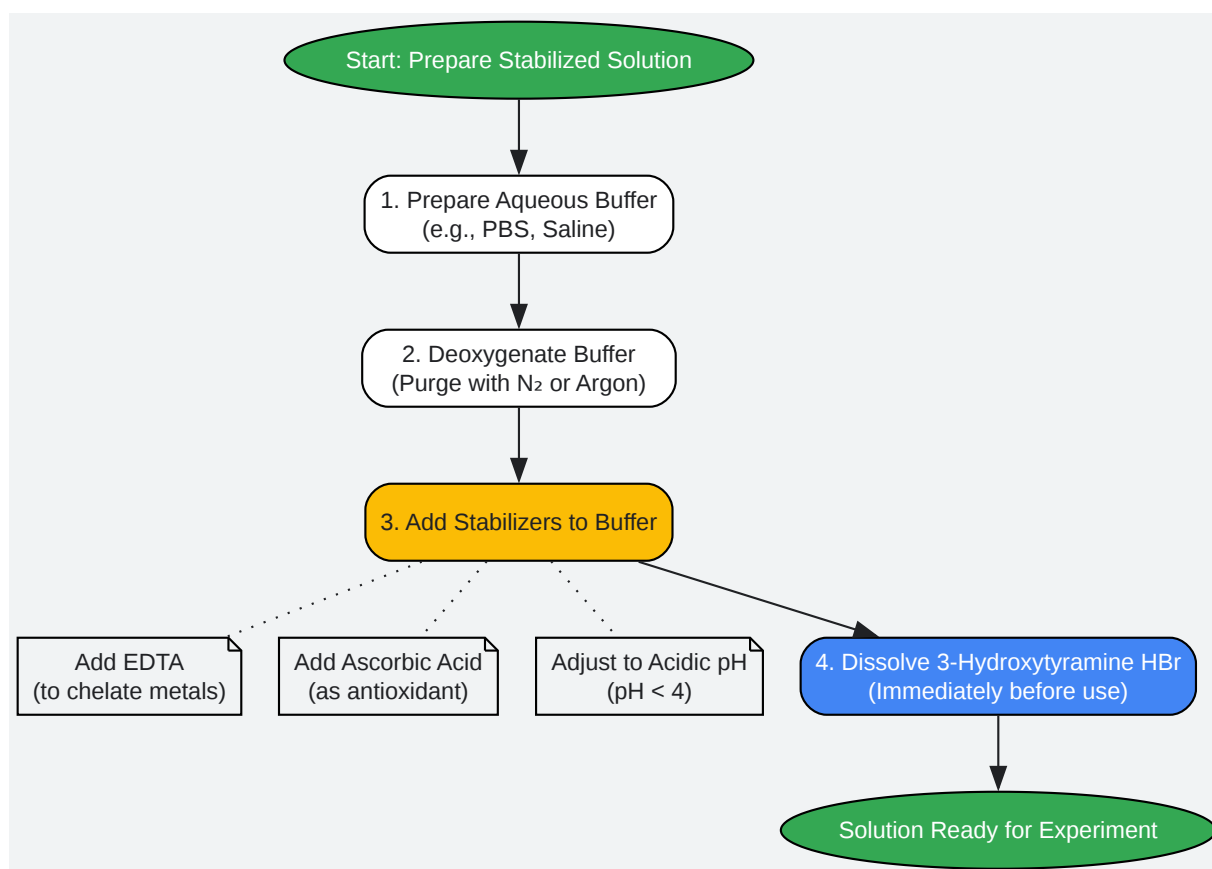 Start: Prepare Stabilized Solution
1. Prepare Aqueous Buffer
(e.g., PBS, Saline)
2. Deoxygenate Buffer
(Purge with N₂ or Argon)
3. Add Stabilizers to Buffer
Add EDTA
(to chelate metals)
Add Ascorbic Acid
(as antioxidant)
Adjust to Acidic pH
(pH < 4)
4. Dissolve 3-Hydroxytyramine HBr
(Immediately before use)
Solution Ready for Experiment